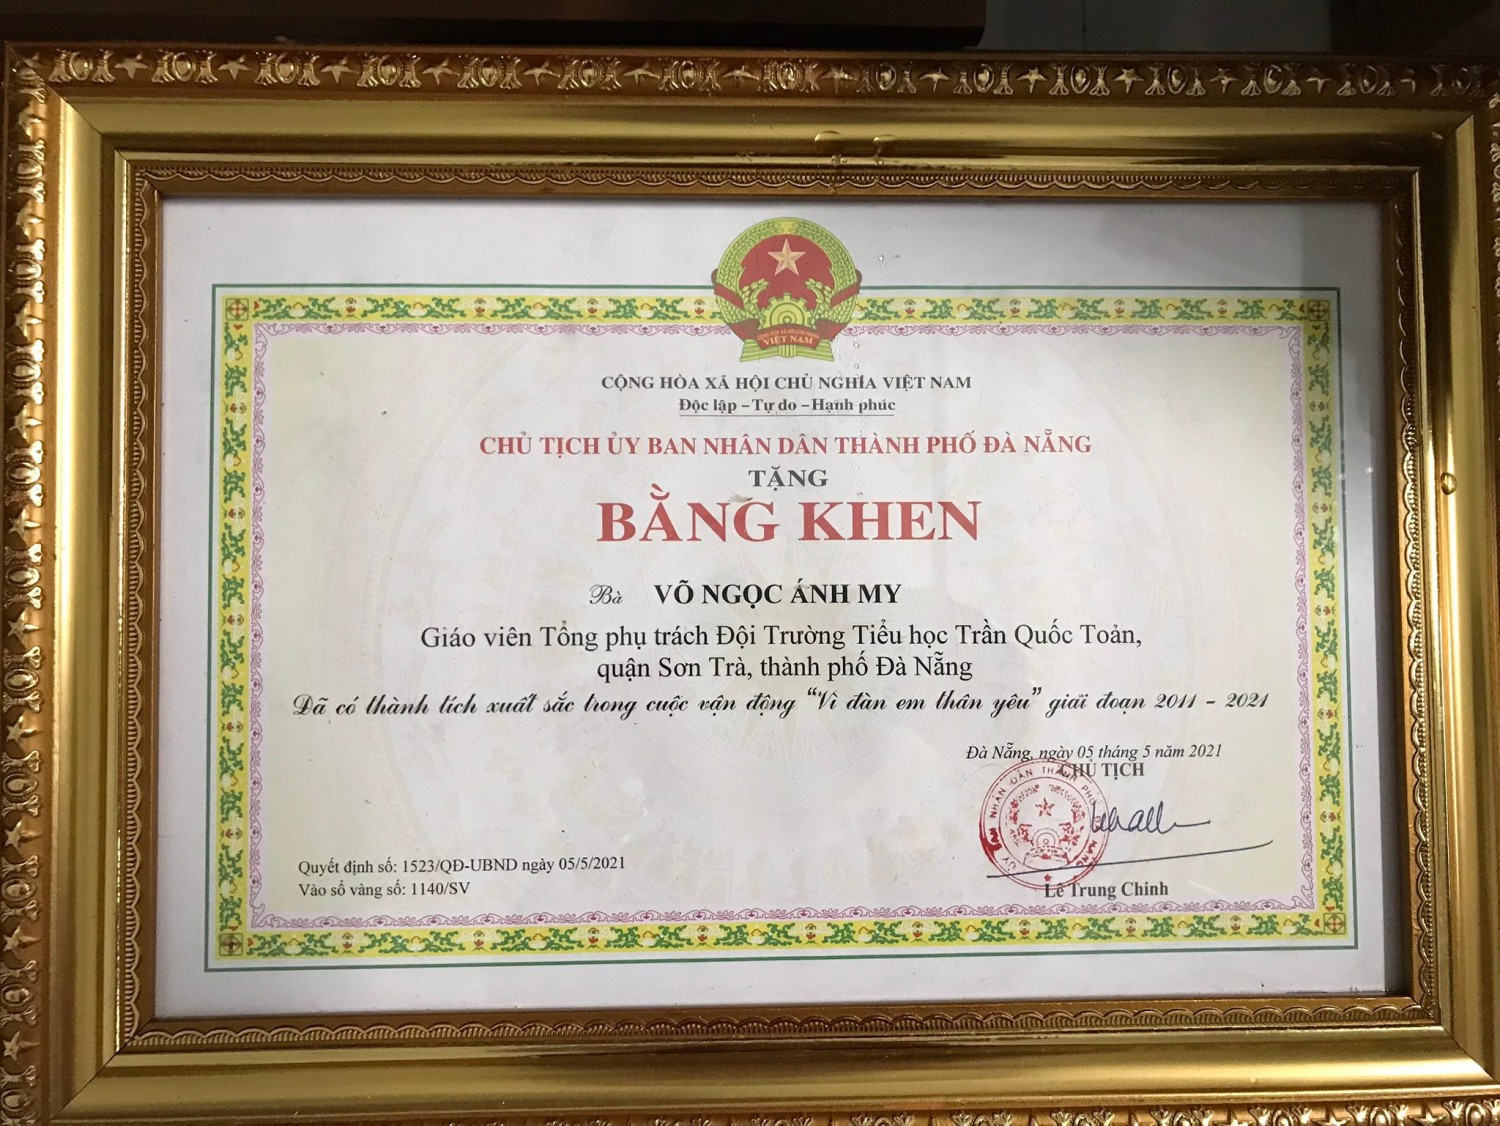 VIỆT NAM
CỘNG HÒA XÃ HỘI CHỦ NGHĨA VIỆT NAM
Độc lập – Tự do – Hạnh phúc
CHỦ TỊCH ỦY BAN NHÂN DÂN THÀNH PHỐ ĐÀ NẴNG
TẶNG
BẰNG KHEN
Bà VÕ NGỌC ÁNH MY
Giáo viên Tổng phụ trách Đội Trường Tiểu học Trần Quốc Toản,
quận Sơn Trà, thành phố Đà Nẵng
Đã có thành tích xuất sắc trong cuộc vận động “Vì đàn em thân yêu” giai đoạn 2011 - 2021
Đà Nẵng, ngày 05 tháng 5 năm 2021
CHỦ TỊCH
Lê Trung Chinh
Quyết định số: 1523/QĐ-UBND ngày 05/5/2021
Vào sổ vàng số: 1140/SV